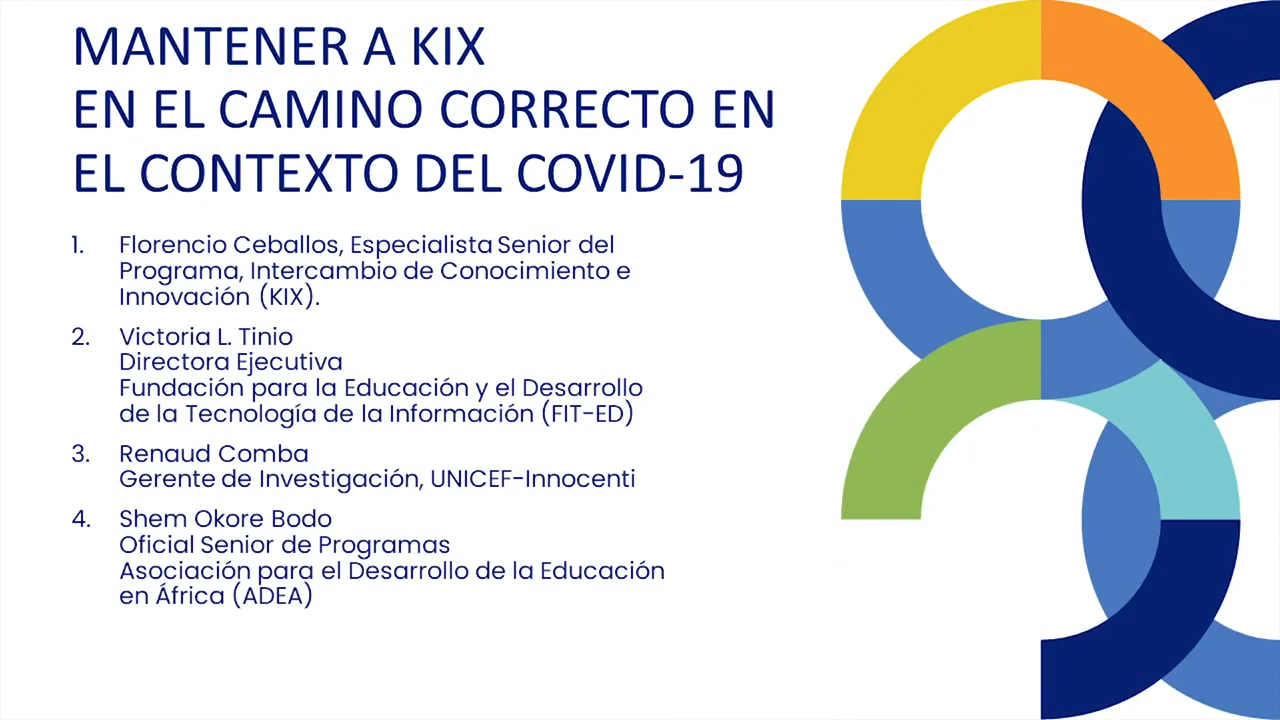 MANTENER A KIX
EN EL CAMINO CORRECTO EN
EL CONTEXTO DEL COVID-19
1. Florencio Ceballos, Especialista Senior del
Programa, Intercambio de Conocimiento e
Innovación (KIX).
2. Victoria L. Tinio
Directora Ejecutiva
Fundación para la Educación y el Desarrollo
de la Tecnología de la Información (FIT-ED)
3. Renaud Comba
Gerente de Investigación, UNICEF-Innocenti
4. Shem Okore Bodo
Oficial Senior de Programas
Asociación para el Desarrollo de la Educación
en África (ADEA)